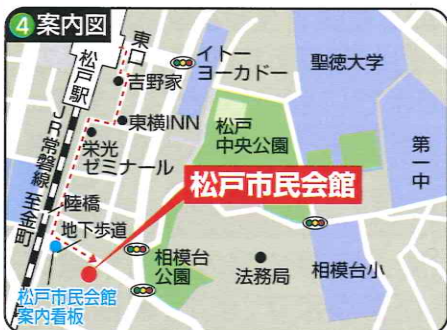 4 案内図
東口
松戸駅
吉野家
イトー
ヨーカドー
聖徳大学
東横INN
栄光
ゼミナール
松戸
中央公園
第一中
松戸市民会館
JR常磐線 至金町
陸橋
地下歩道
相模台
公園
法務局
相模台小
松戸市民会館
案内看板